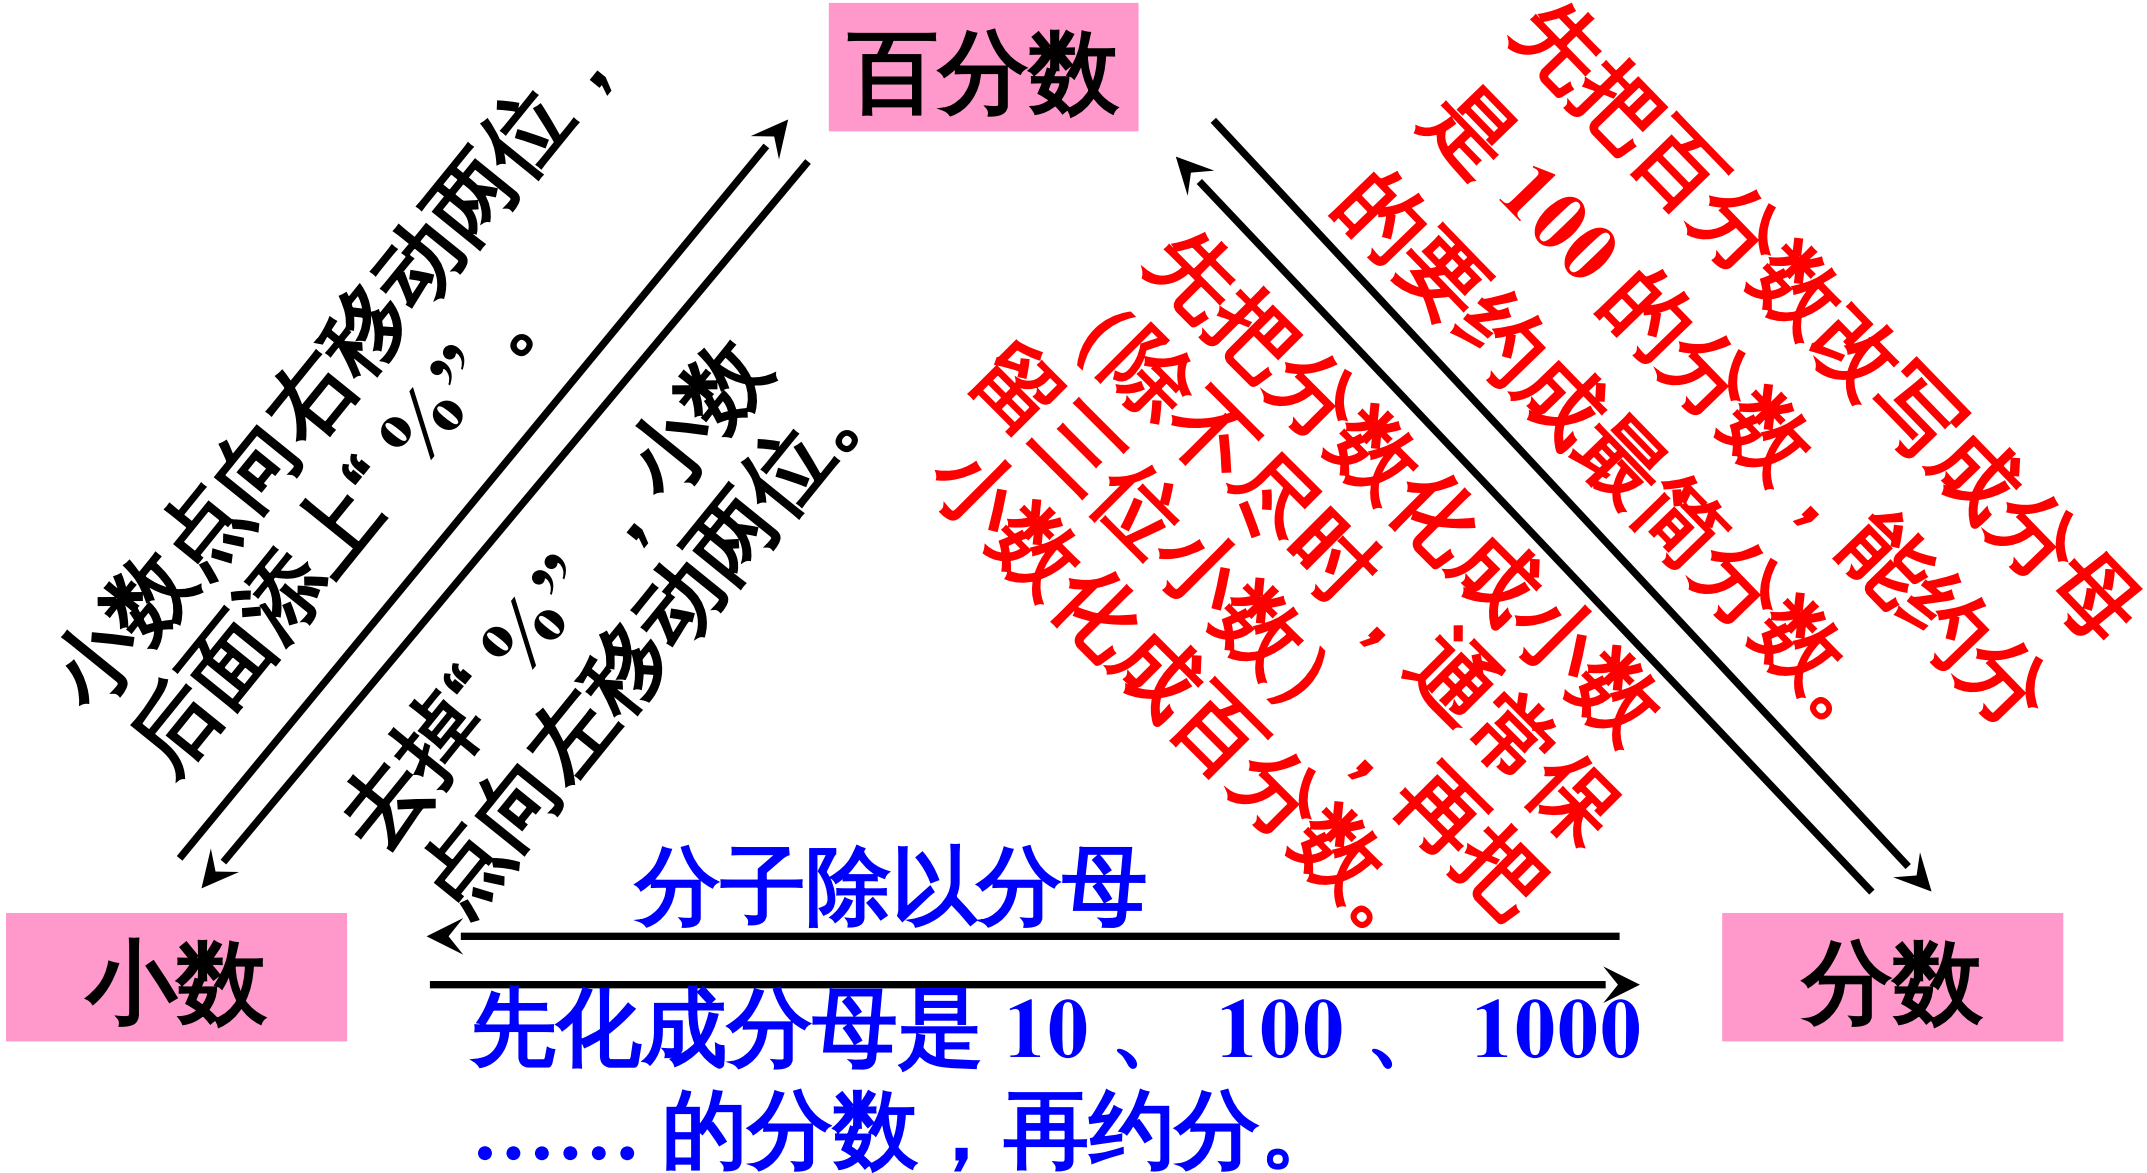 百分数
小数点向右移动两位，
后面添上“%”。
去掉“%”，小数
点向左移动两位。
先把百分数改写成分母
是100的分数，能约分
的要约成最简分数。
先把分数化成小数
(除不尽时，通常保
留三位小数)，再把
小数化成百分数。
分子除以分母
小数
分数
先化成分母是10、100、1000
……的分数，再约分。